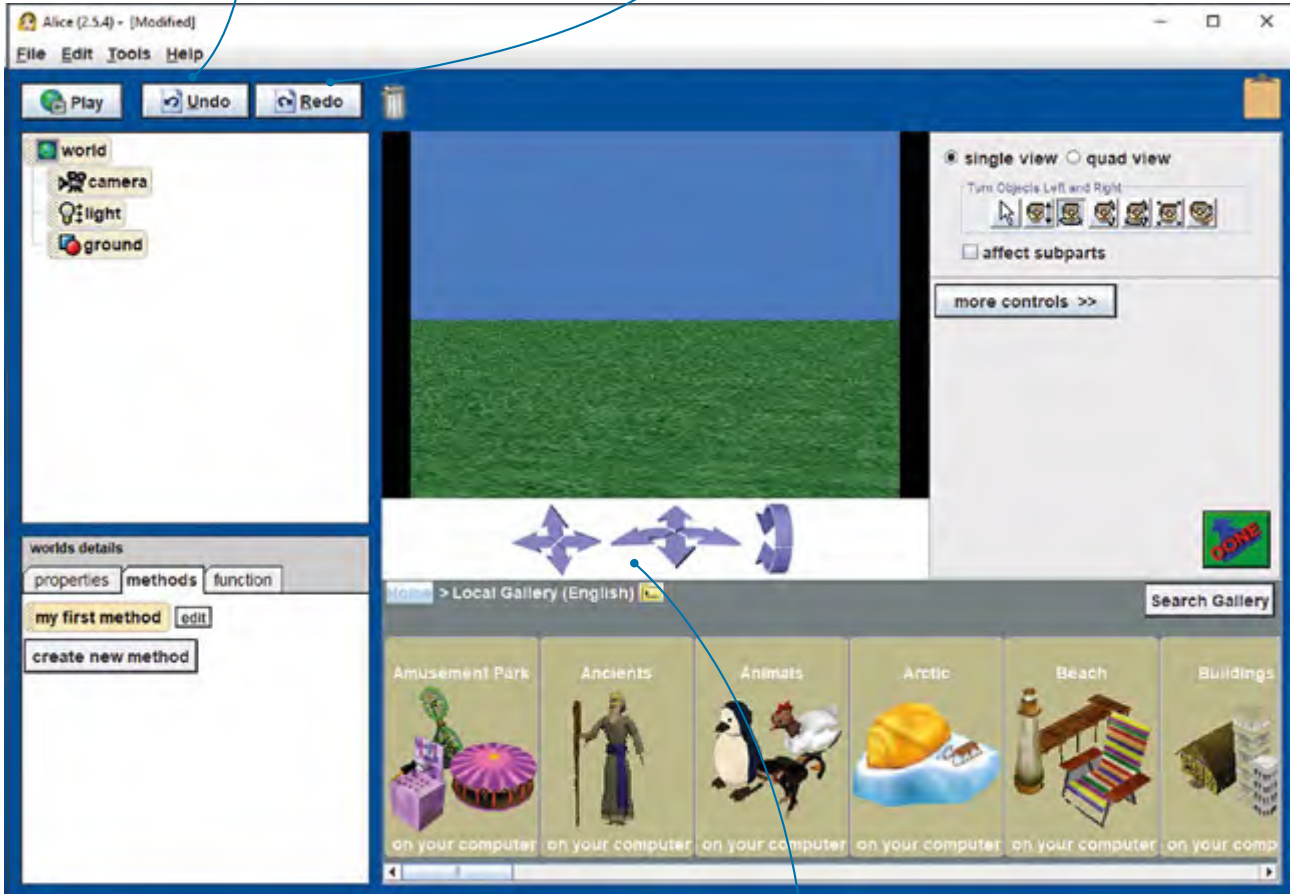 Alice (2.5.4) - [Modified]
File Edit Tools Help
Play Undo Redo
world
camera
light
ground
single view quad view
Turn Objects Left and Right
affect subparts
more controls >>
DONE
worlds details
properties methods function
my first method edit
create new method
Home > Local Gallery (English)
Search Gallery
Amusement Park Ancients Animals Arctic Beach Buildings
on your computer on your computer on your computer on your computer on your computer on your comp